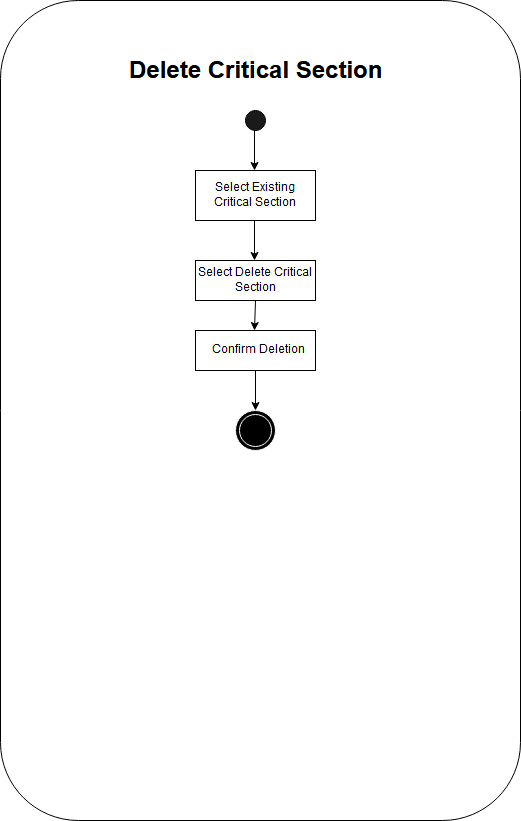 Delete Critical Section
Select Existing
Critical Section
Select Delete Critical
Section
Confirm Deletion